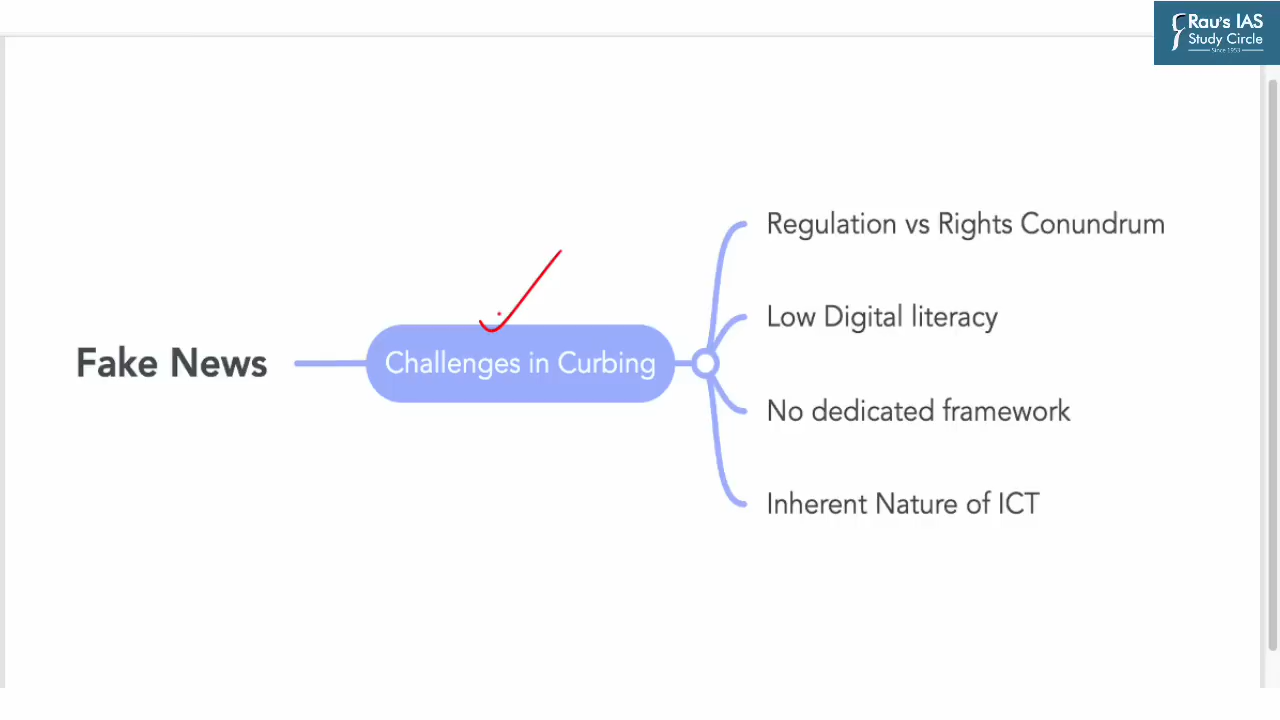 Rau's IAS
Study Circle
Since 1953
Regulation vs Rights Conundrum
Low Digital literacy
Fake News
Challenges in Curbing
No dedicated framework
Inherent Nature of ICT